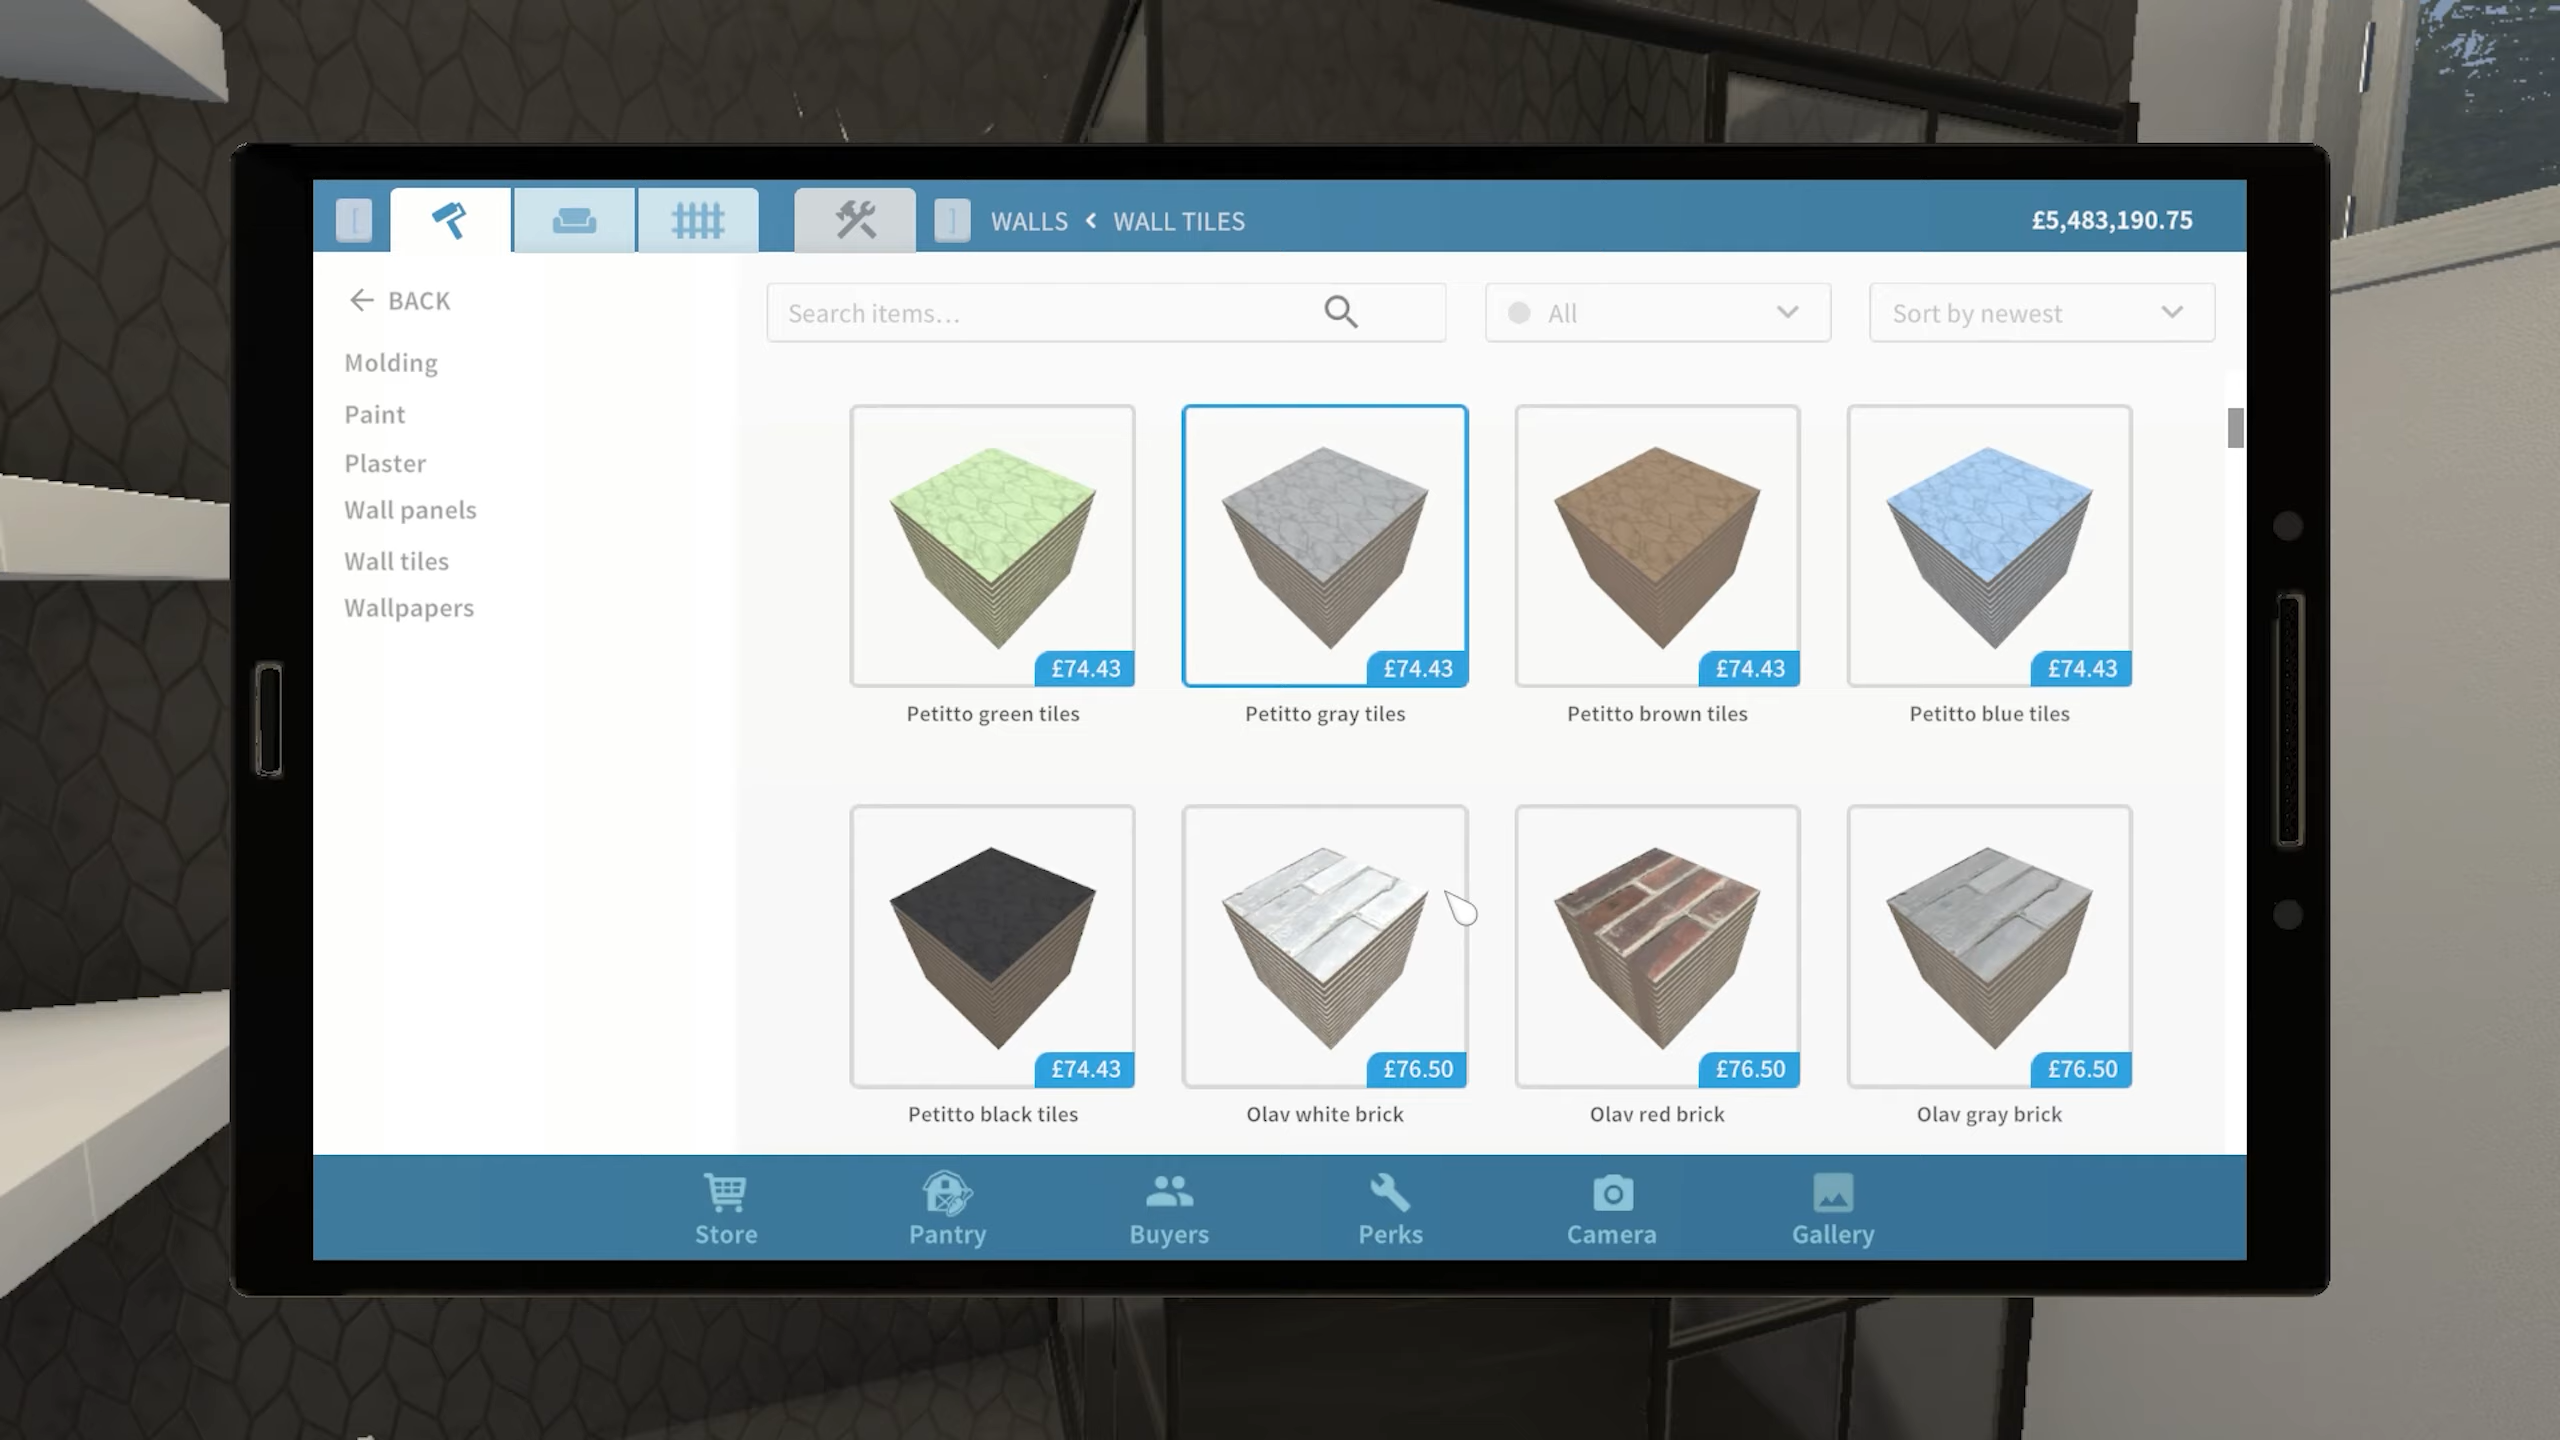 [
] WALLS < WALL TILES
£5,483,190.75
BACK
Molding
Paint
Plaster
Wall panels
Wall tiles
Wallpapers
Search items...
All
Sort by newest
£74.43
£74.43
£74.43
£74.43
Petitto green tiles
Petitto gray tiles
Petitto brown tiles
Petitto blue tiles
£74.43
£76.50
£76.50
£76.50
Petitto black tiles
Olav white brick
Olav red brick
Olav gray brick
Store
Pantry
Buyers
Perks
Camera
Gallery